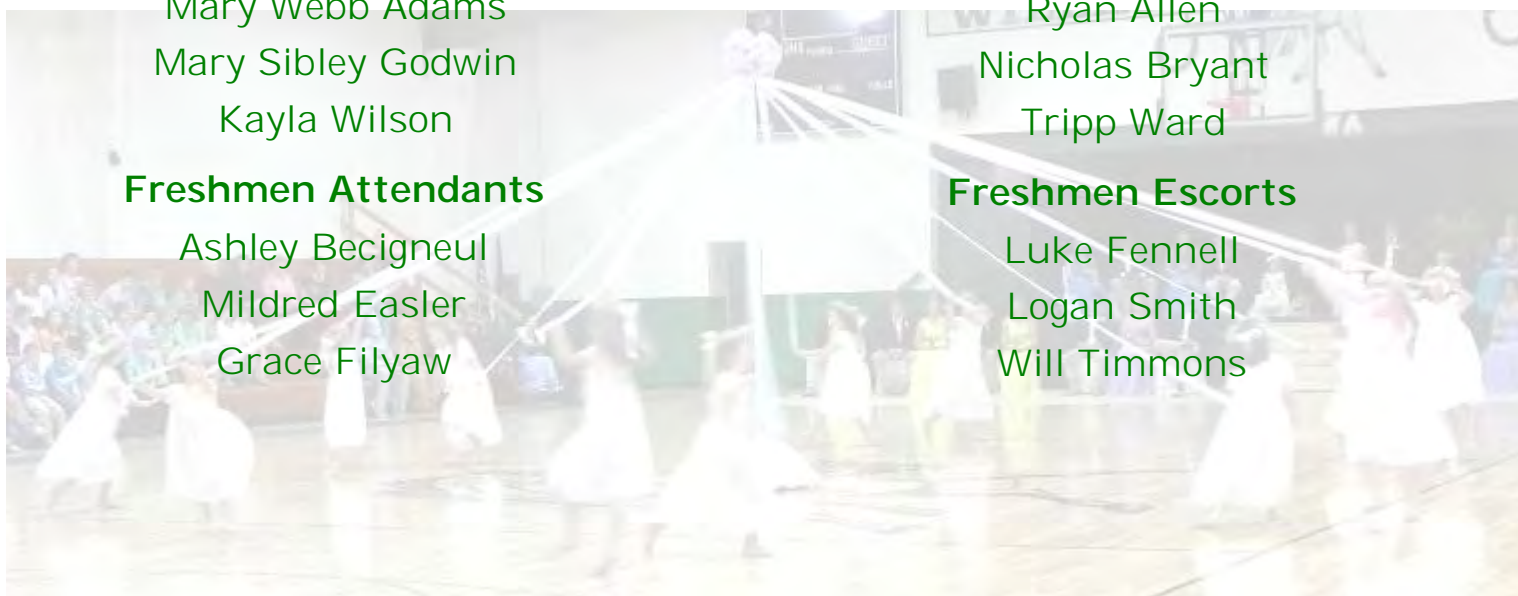 Mary Webb Adams
Mary Sibley Godwin
Kayla Wilson
Freshmen Attendants
Ashley Becigneul
Mildred Easler
Grace Filyaw
Ryan Allen
Nicholas Bryant
Tripp Ward
Freshmen Escorts
Luke Fennell
Logan Smith
Will Timmons